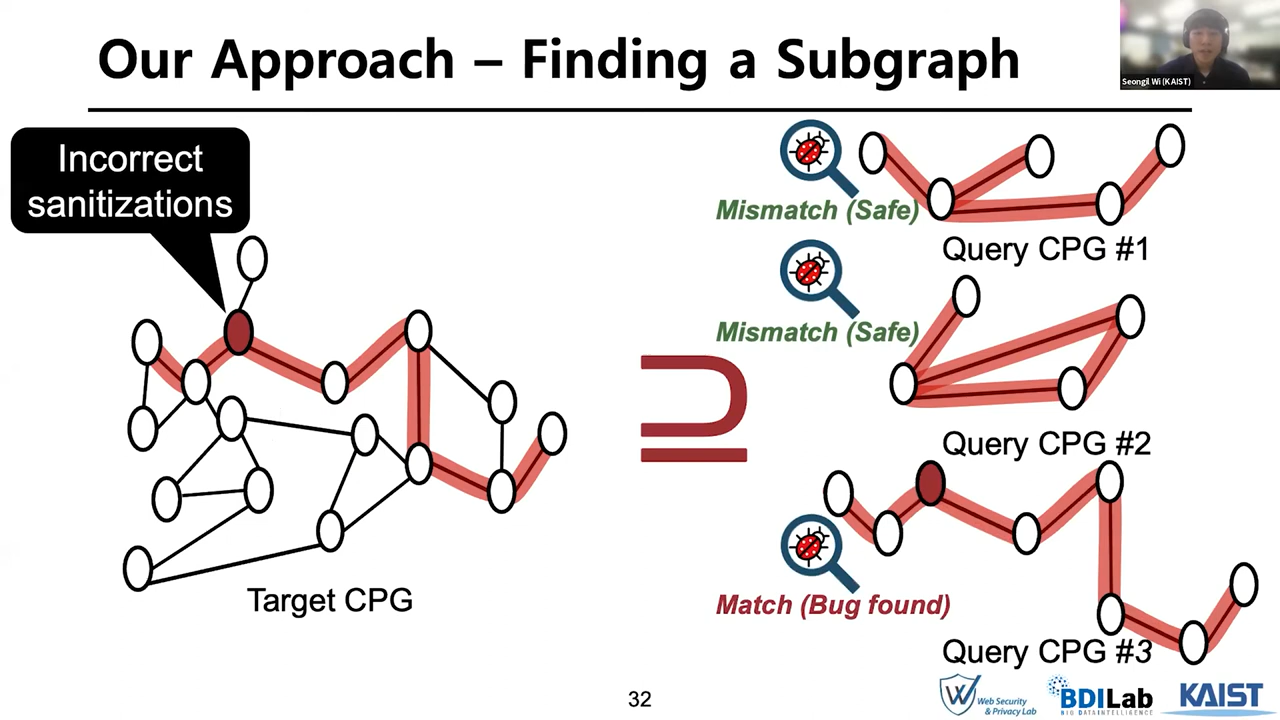 Our Approach – Finding a Subgraph
Seongil Wi (KAIST)
Incorrect
sanitizations
Mismatch (Safe)
Query CPG #1
Mismatch (Safe)
Query CPG #2
Match (Bug found)
Query CPG #3
Target CPG
32
W
Web Security
& Privacy Lab
BDILab
BIG DATA INTELLIGENCE
KAIST